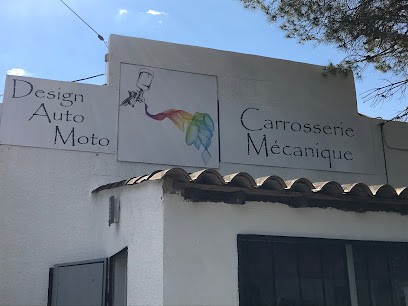 Design
Auto
Moto
Carrosserie
Mécanique